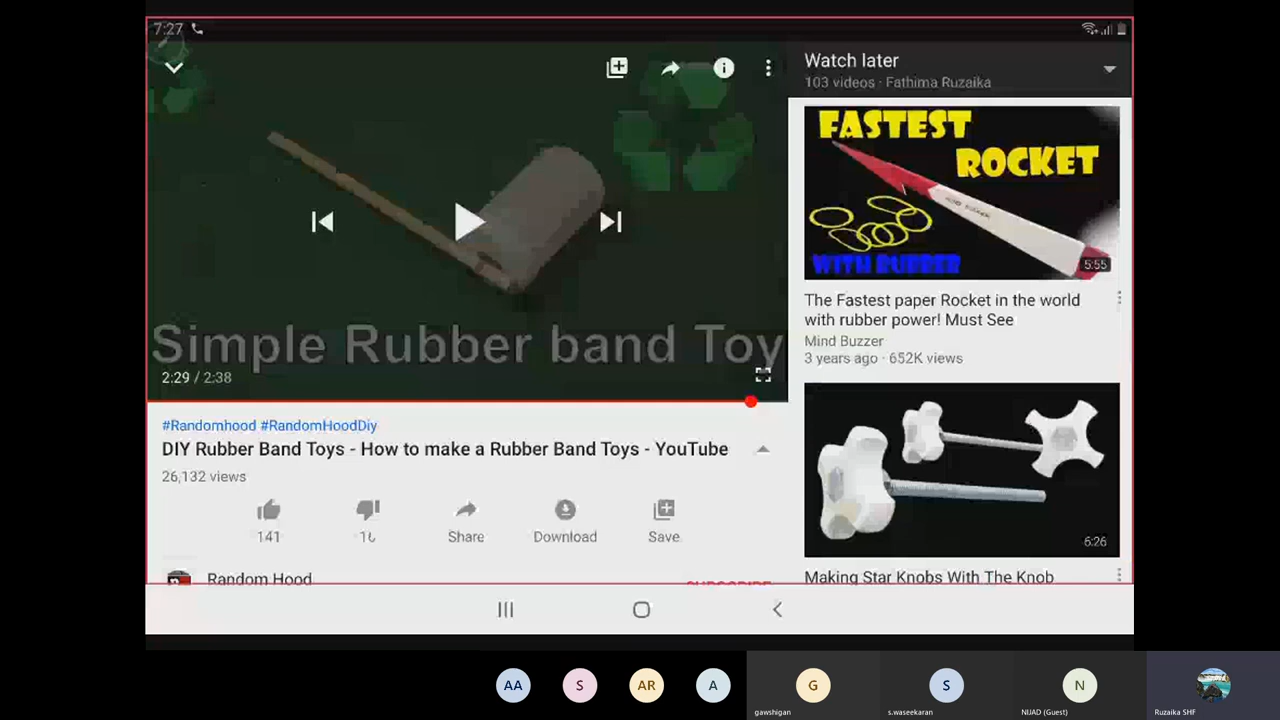 7:27
Watch later
103 videos · Fathima Ruzaika
FASTEST
ROCKET
WITH RUBBER
5:55
The Fastest paper Rocket in the world
with rubber power! Must See
Mind Buzzer
3 years ago · 652K views
Simple Rubber band Toy
2:29 / 2:38
#Randomhood #RandomHoodDiy
DIY Rubber Band Toys - How to make a Rubber Band Toys - YouTube
26,132 views
141
Share
Download
Save
Random Hood
6:26
Making Star Knobs With The Knob
AA
S
AR
A
G
S
N
gawshigan
s.waseekaran
NIJAD (Guest)
Ruzaika SHF